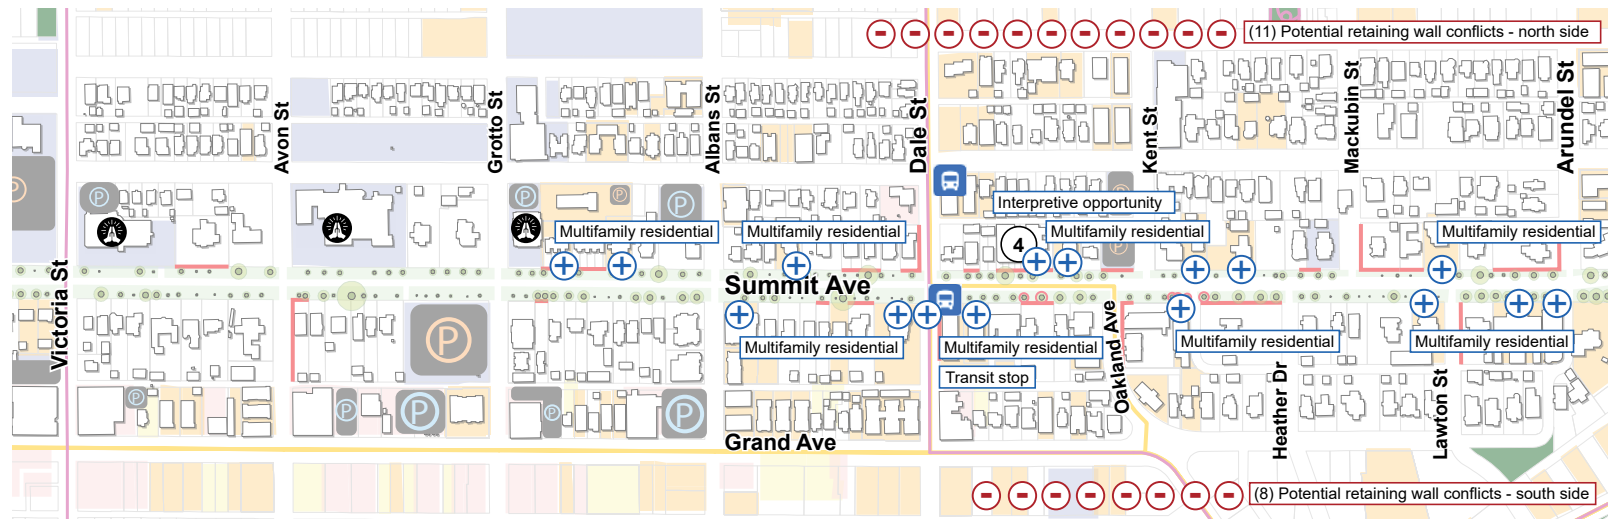 (11) Potential retaining wall conflicts - north side
Avon St
Grotto St
Albans St
Dale St
Kent St
Mackubin St
Arundel St
P
P
P
P
P
P
P
Interpretive opportunity
Multifamily residential
Multifamily residential
4
Multifamily residential
Multifamily residential
Victoria St
Summit Ave
Oakland Ave
P
Multifamily residential
Multifamily residential
Multifamily residential
Multifamily residential
Transit stop
Heather Dr
Lawton St
P
P
P
P
P
Grand Ave
(8) Potential retaining wall conflicts - south side